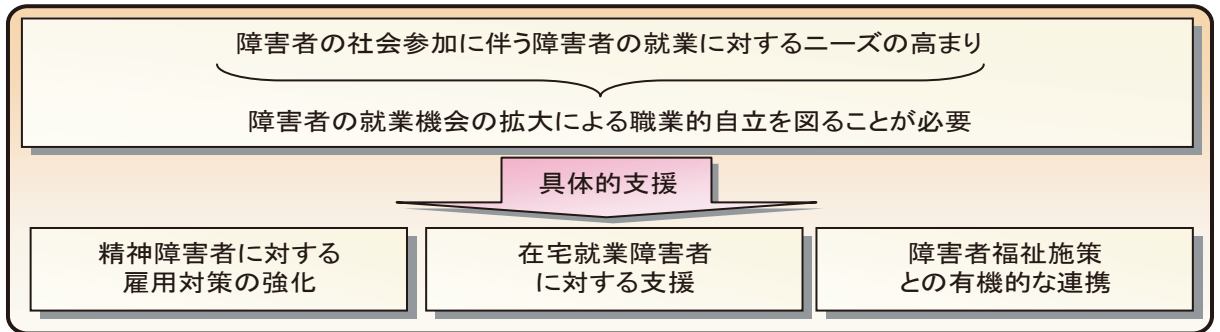 障害者の社会参加に伴う障害者の就業に対するニーズの高まり
障害者の就業機会の拡大による職業的自立を図ることが必要
具体的支援
精神障害者に対する
雇用対策の強化
在宅就業障害者
に対する支援
障害者福祉施策
との有機的な連携